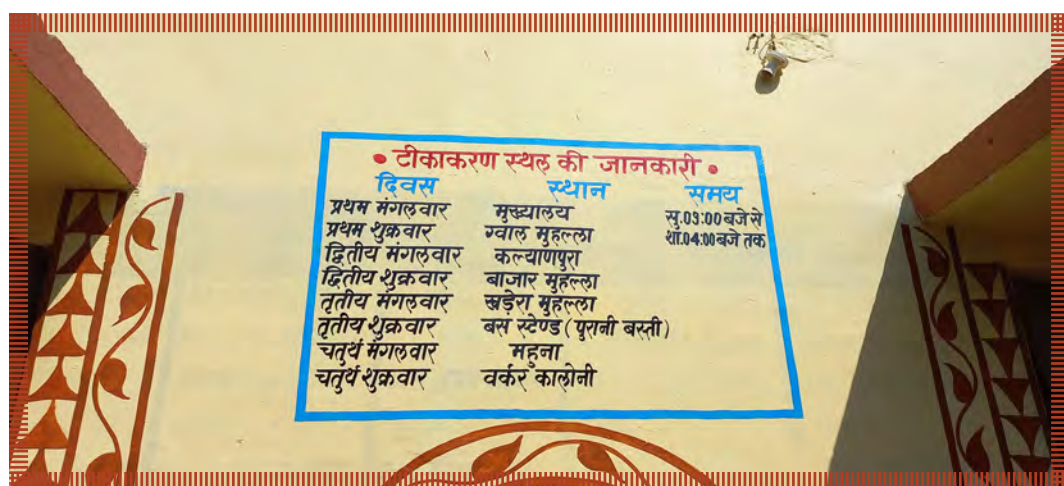 • टीकाकरण स्थल की जानकारी •
दिवस स्थान समय
प्रथम मंगलवार मुख्यालय सु.09:00 बजे से
प्रथम शुक्रवार ग्वाल मुहल्ला शा.04:00 बजे तक
द्वितीय मंगलवार कल्याणपुरा
द्वितीय शुक्रवार बाजार मुहल्ला
तृतीय मंगलवार खड़ेरा मुहल्ला
तृतीय शुक्रवार बस स्टेण्ड (पुरानी बस्ती)
चतुर्थ मंगलवार महुना
चतुर्थ शुक्रवार वर्कर कालोनी